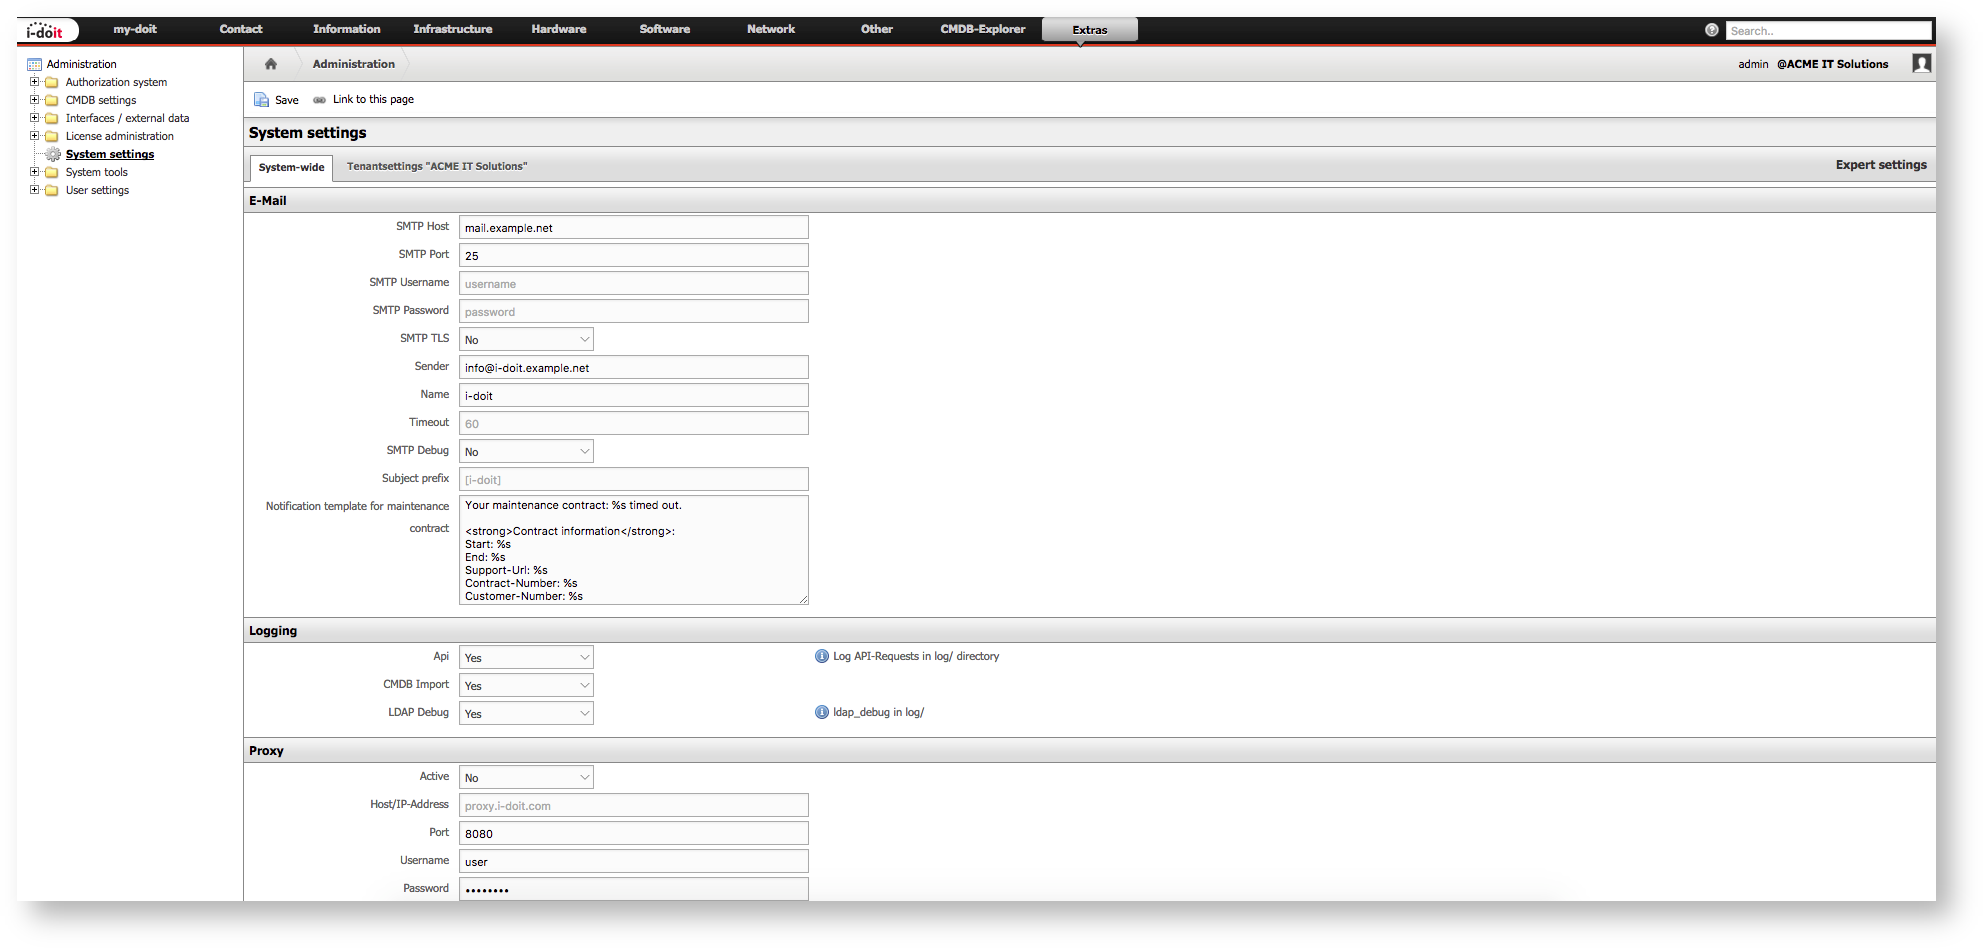 i-doit my-doit Contact Information Infrastructure Hardware Software Network Other CMDB-Explorer Extras Search..
Administration
Authorization system
CMDB settings
Interfaces / external data
License administration
System settings
System tools
User settings
Administration admin @ACME IT Solutions
Save Link to this page
System settings
System-wide Tenantsettings "ACME IT Solutions" Expert settings
E-Mail
SMTP Host mail.example.net
SMTP Port 25
SMTP Username username
SMTP Password password
SMTP TLS No
Sender info@i-doit.example.net
Name i-doit
Timeout 60
SMTP Debug No
Subject prefix [i-doit]
Notification template for maintenance
contract
Your maintenance contract: %s timed out.
<strong>Contract information</strong>:
Start: %s
End: %s
Support-Url: %s
Contract-Number: %s
Customer-Number: %s
Logging
Api Yes Log API-Requests in log/ directory
CMDB Import Yes
LDAP Debug Yes ldap_debug in log/
Proxy
Active No
Host/IP-Address proxy.i-doit.com
Port 8080
Username user
Password ••••••••